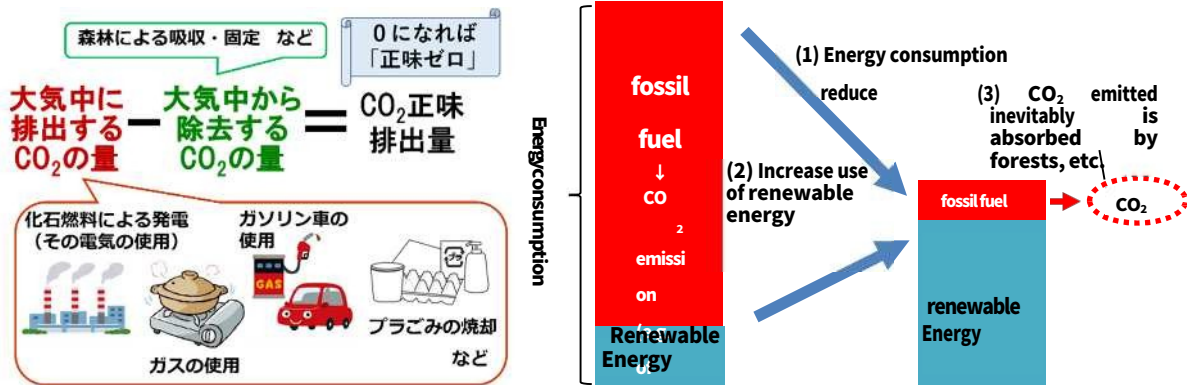 森林による吸収・固定 など
0になれば
「正味ゼロ」
大気中に
排出する
CO₂の量
大気中から
除去する
CO₂の量
CO₂正味
排出量
化石燃料による発電
(その電気の使用)
ガソリン車の
使用
GAS
プラ
ガスの使用
プラごみの焼却
など
Energyconsumption
fossil
fuel
↓
CO
2
emissi
on
Renewable
Energy
(1) Energy consumption
reduce
(2) Increase use
of renewable
energy
(3) CO₂ emitted
inevitably is
absorbed by
forests, etc.
fossil fuel
CO₂
renewable
Energy